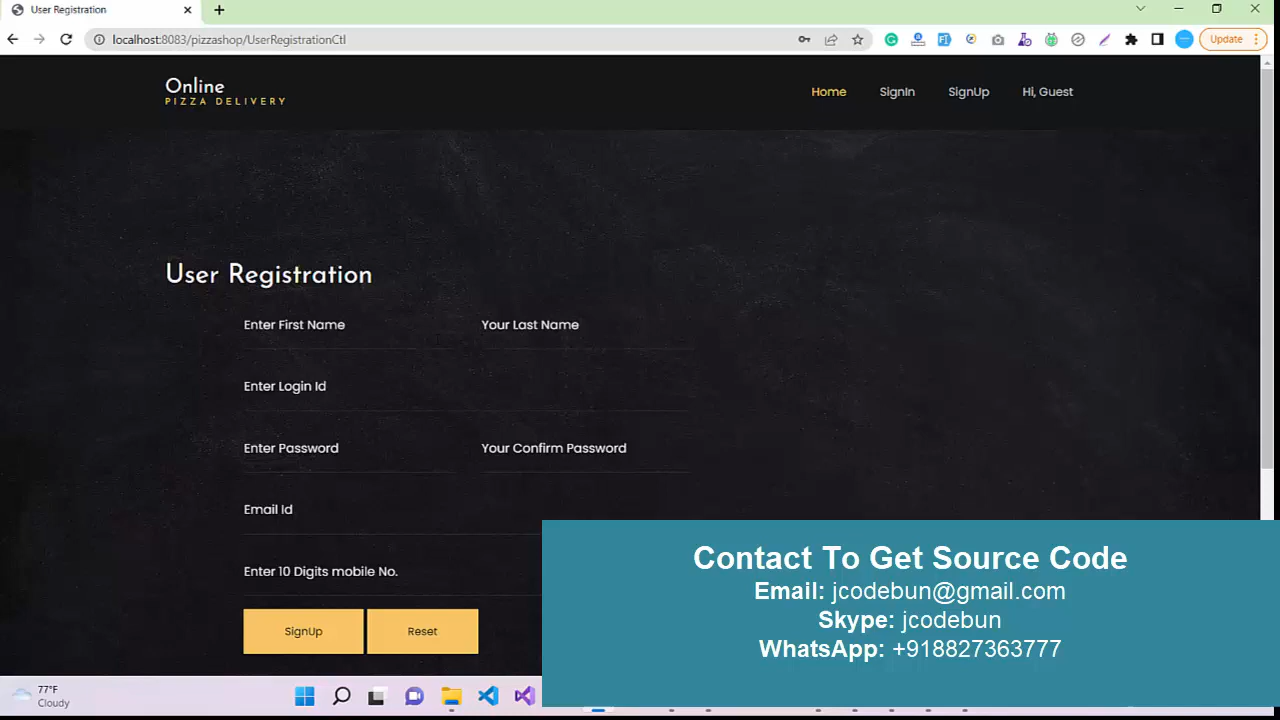 User Registration
localhost:8083/pizzashop/UserRegistrationCtl
Update
Online
PIZZA DELIVERY
Home
SignIn
SignUp
Hi, Guest
User Registration
Enter First Name
Your Last Name
Enter Login Id
Enter Password
Your Confirm Password
Email Id
Enter 10 Digits mobile No.
SignUp
Reset
Contact To Get Source Code
Email: jcodebun@gmail.com
Skype: jcodebun
WhatsApp: +918827363777
77°F
Cloudy